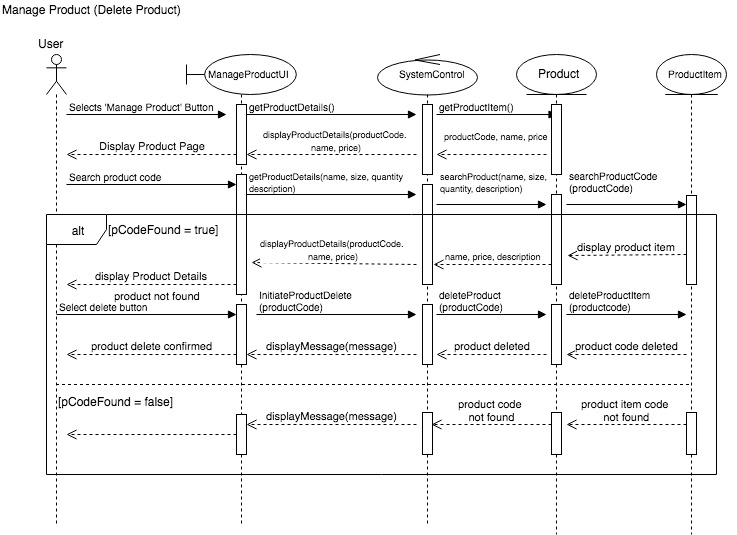 Manage Product (Delete Product)
User
ManageProductUI
SystemControl
Product
ProductItem
Selects 'Manage Product' Button
getProductDetails()
getProductItem()
Display Product Page
displayProductDetails(productCode.
name, price)
productCode, name, price
Search product code
getProductDetails(name, size, quantity
description)
searchProduct(name, size,
quantity, description)
searchProductCode
(productCode)
alt
[pCodeFound = true]
displayProductDetails(productCode.
name, price)
name, price, description
display product item
display Product Details
product not found
Select delete button
InitiateProductDelete
(productCode)
deleteProduct
(productCode)
deleteProductItem
(productcode)
product delete confirmed
displayMessage(message)
product deleted
product code deleted
[pCodeFound = false]
displayMessage(message)
product code
not found
product item code
not found